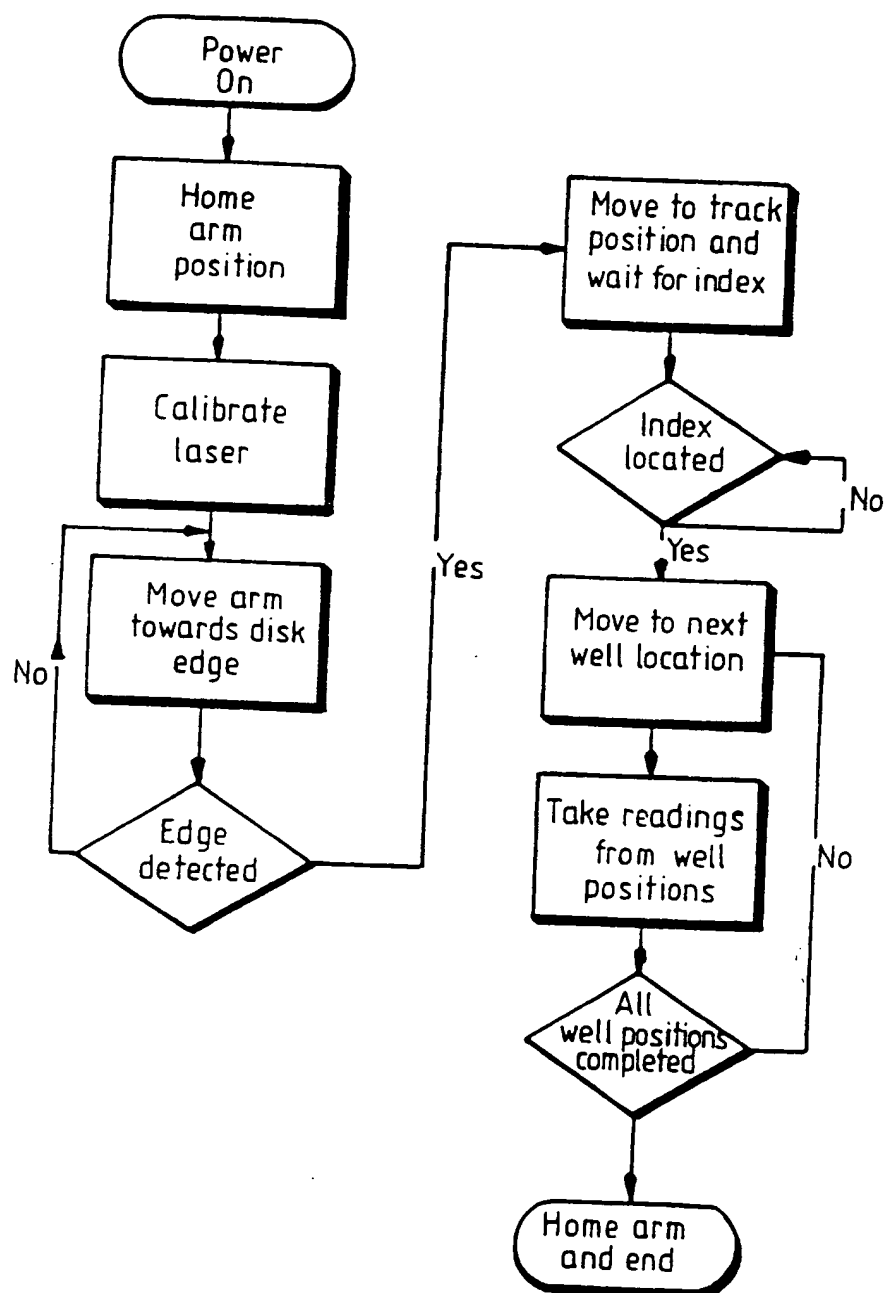 Power
On
Home
arm
position
Calibrate
laser
Move arm
towards disk
edge
No
Edge
detected
Yes
Move to track
position and
wait for index
Index
located
No
Yes
Move to next
well location
Take readings
from well
positions
No
All
well positions
completed
Home arm
and end